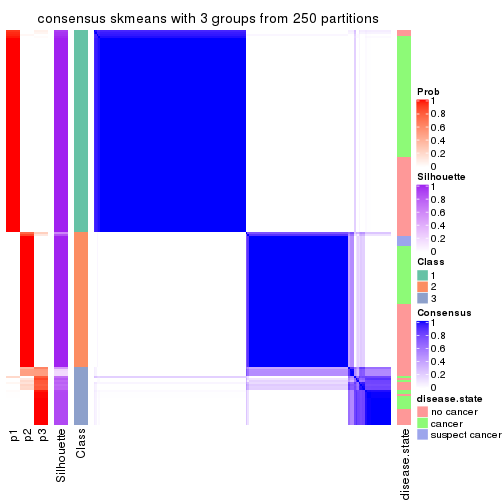 consensus skmeans with 3 groups from 250 partitions
Prob
1
0.8
0.6
0.4
0.2
0
Silhouette
1
0.8
0.6
0.4
0.2
0
Class
1
2
3
Consensus
1
0.8
0.6
0.4
0.2
0
disease.state
no cancer
cancer
suspect cancer
p1
p2
p3
Silhouette
Class
disease.state